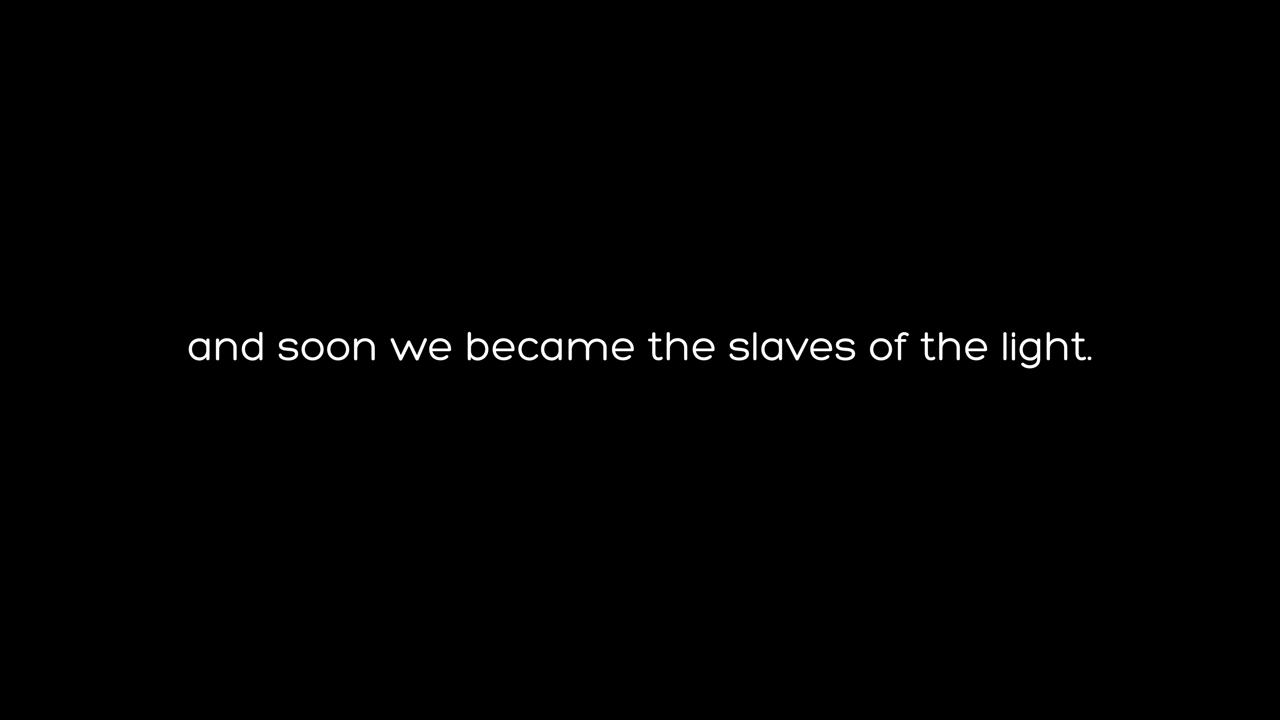 and soon we became the slaves of the light.